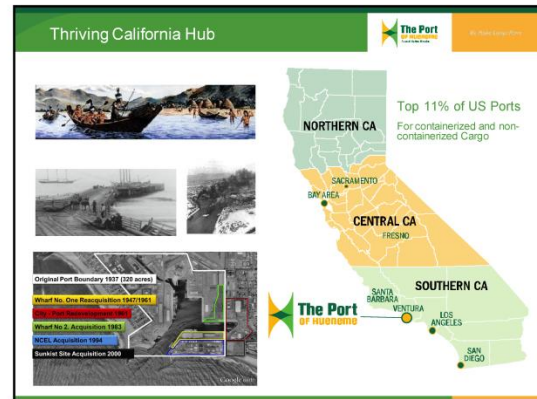 Thriving California Hub
The Port
OF HUENEME
Top 11% of US Ports
For containerized and non-
containerized Cargo
NORTHERN CA
SACRAMENTO
BAY AREA
CENTRAL CA
FRESNO
SOUTHERN CA
SANTA
BARBARA
VENTURA
LOS
ANGELES
SAN
DIEGO
The Port
OF HUENEME
Original Port Boundary 1937 (320 acres)
Wharf No. One Reacquisition 1947/1961
City - Port Redevelopment 1981
Wharf No 2. Acquisition 1983
NCEL Acquisition 1994
Sunkist Site Acquisition 2000
Google